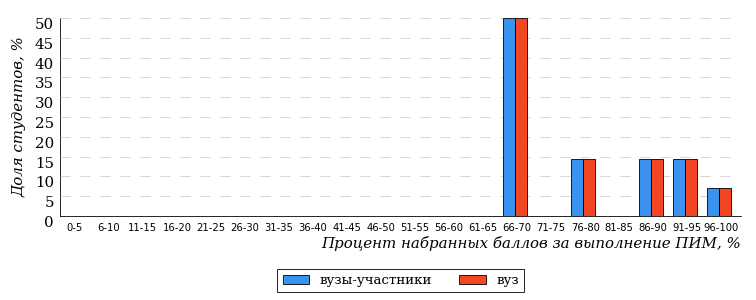 Доля студентов, %
50
45
40
35
30
25
20
15
10
5
0
0-5 6-10 11-15 16-20 21-25 26-30 31-35 36-40 41-45 46-50 51-55 56-60 61-65 66-70 71-75 76-80 81-85 86-90 91-95 96-100
Процент набранных баллов за выполнение ПИМ, %
вузы-участники вуз